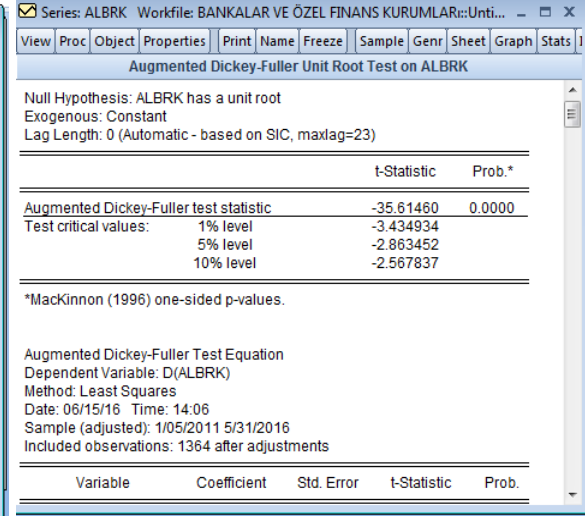 Series: ALBRK Workfile: BANKALAR VE ÖZEL FINANS KURUMLARı::Unti...
View Proc Object Properties Print Name Freeze Sample Genr Sheet Graph Stats
Augmented Dickey-Fuller Unit Root Test on ALBRK
Null Hypothesis: ALBRK has a unit root
Exogenous: Constant
Lag Length: 0 (Automatic - based on SIC, maxlag=23)
t-Statistic Prob.*
Augmented Dickey-Fuller test statistic -35.61460 0.0000
Test critical values: 1% level -3.434934
5% level -2.863452
10% level -2.567837
*MacKinnon (1996) one-sided p-values.
Augmented Dickey-Fuller Test Equation
Dependent Variable: D(ALBRK)
Method: Least Squares
Date: 06/15/16 Time: 14:06
Sample (adjusted): 1/05/2011 5/31/2016
Included observations: 1364 after adjustments
Variable Coefficient Std. Error t-Statistic Prob.